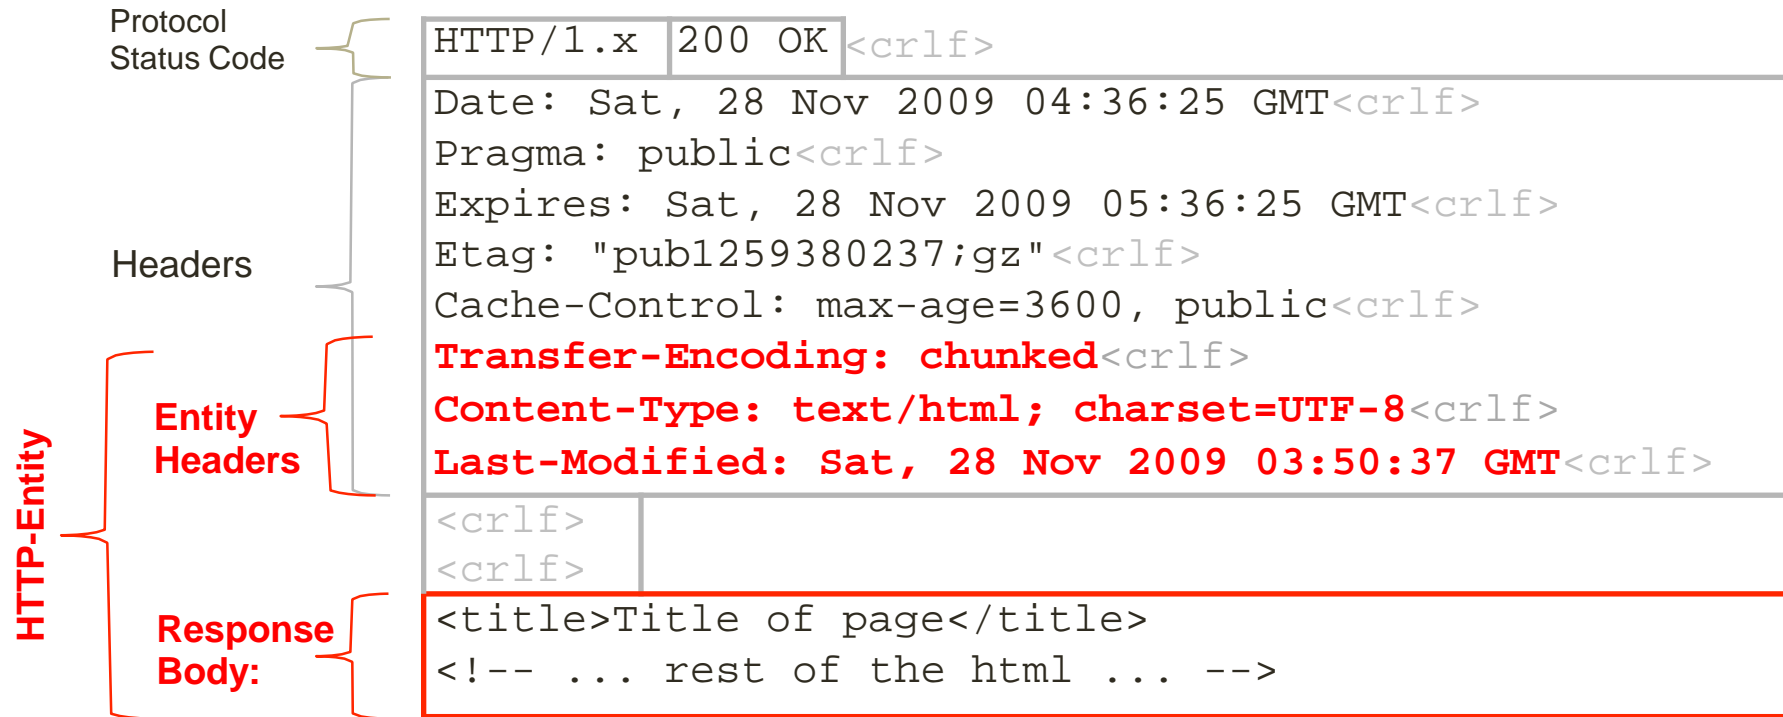 Protocol
Status Code
HTTP/1.x 200 OK <crlf>
Headers
Date: Sat, 28 Nov 2009 04:36:25 GMT<crlf>
Pragma: public<crlf>
Expires: Sat, 28 Nov 2009 05:36:25 GMT<crlf>
Etag: "pub1259380237;gz"<crlf>
Cache-Control: max-age=3600, public<crlf>
HTTP-Entity
Entity
Headers
Transfer-Encoding: chunked<crlf>
Content-Type: text/html; charset=UTF-8<crlf>
Last-Modified: Sat, 28 Nov 2009 03:50:37 GMT<crlf>
<crlf>
<crlf>
Response
Body:
<title>Title of page</title>
<!-- ... rest of the html ... -->